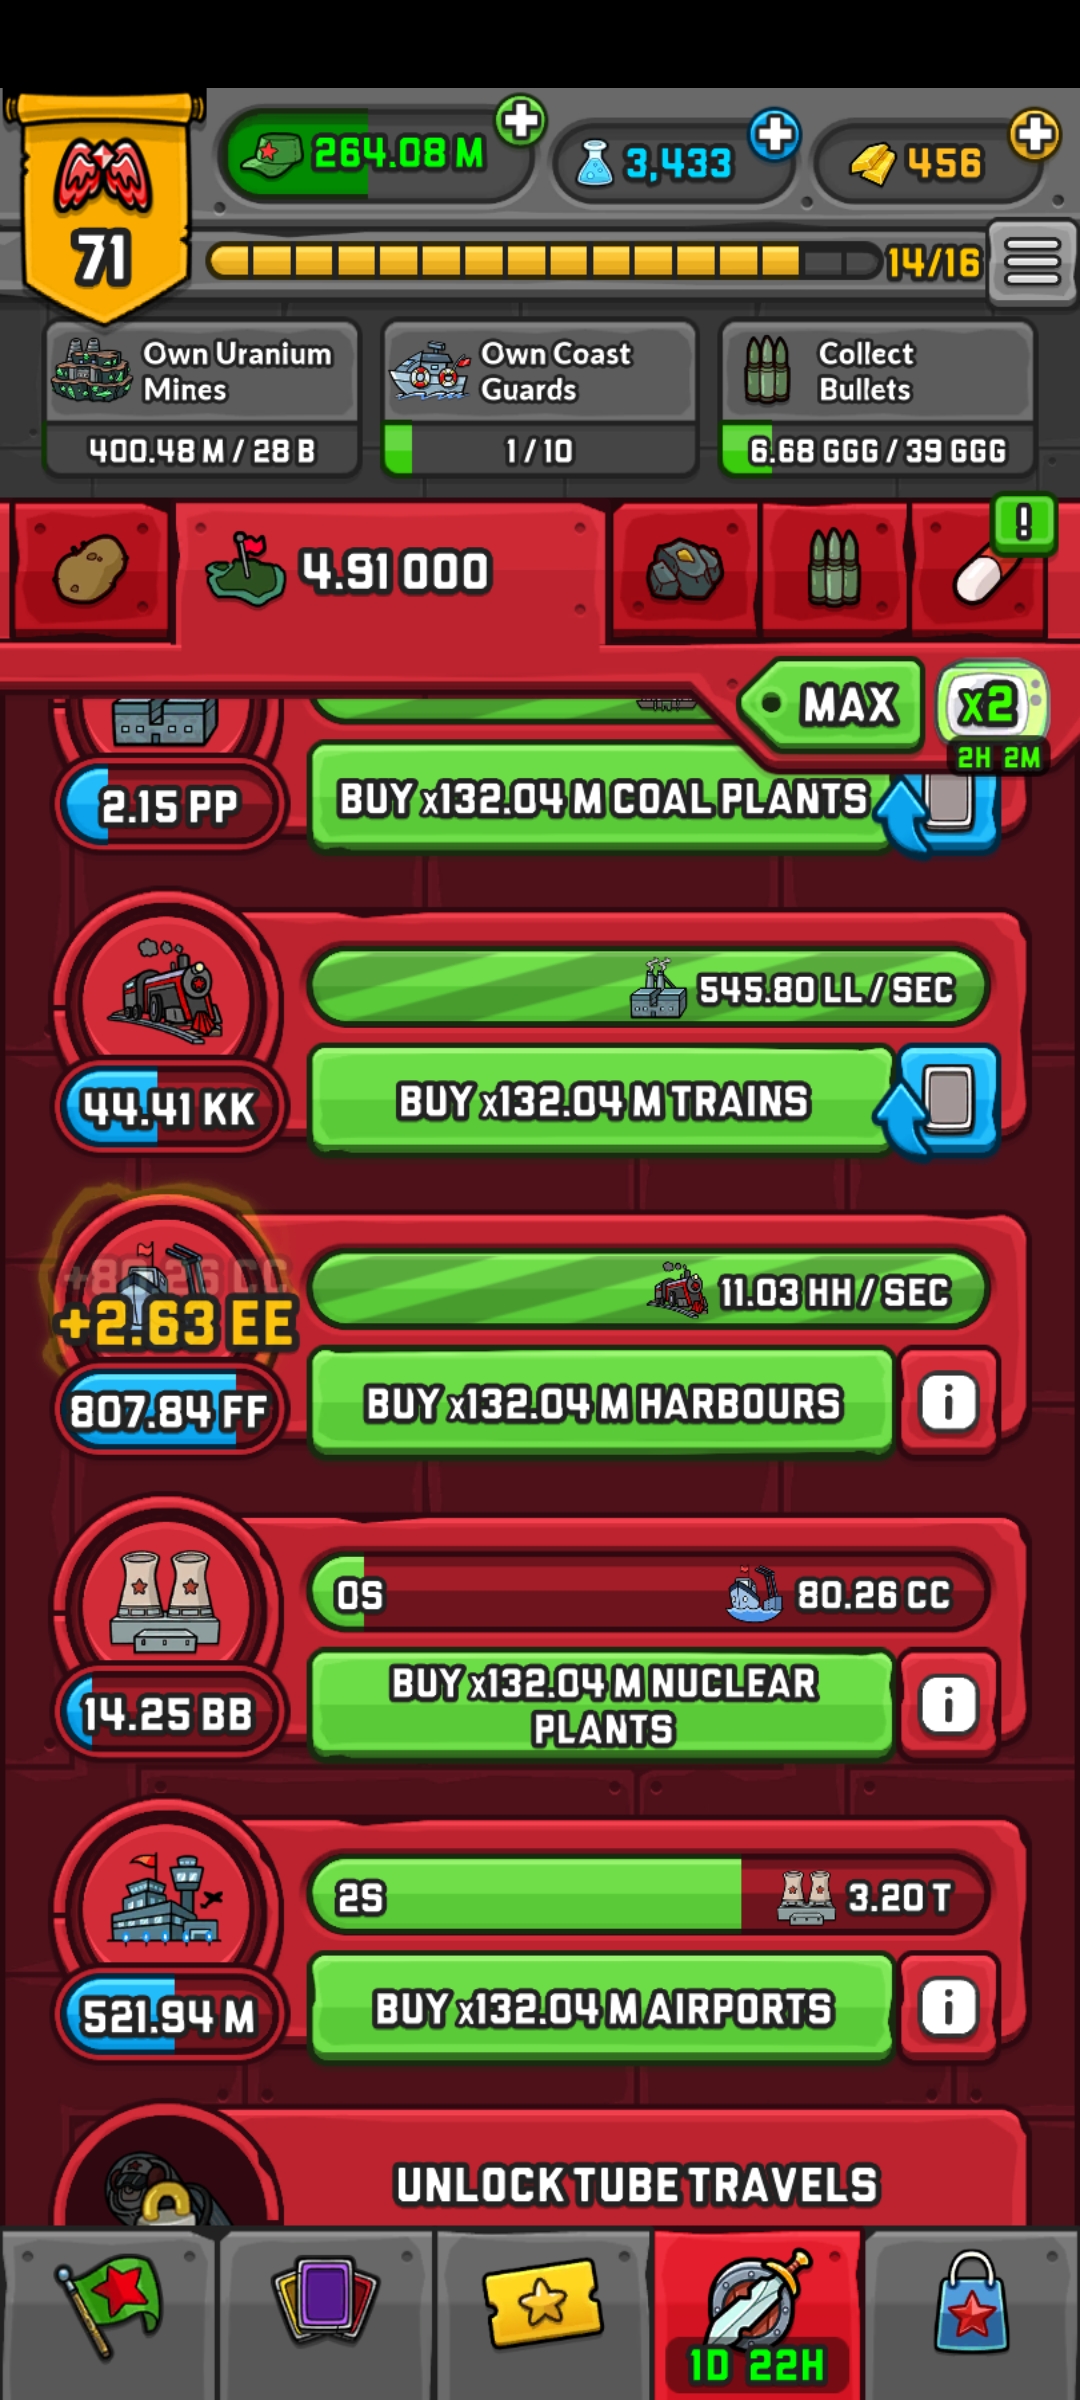 264.08 M
3,433
456
71
14/16
Own Uranium
Mines
400.48 M / 28 B
Own Coast
Guards
1 / 10
Collect
Bullets
6.68 GGG / 39 GGG
4.91 000
!
MAX
x2
2H 2M
2.15 PP
BUY x132.04 M COAL PLANTS
545.80 LL / SEC
44.41 KK
BUY x132.04 M TRAINS
+80.26 CC
+2.63 EE
11.03 HH / SEC
807.84 FF
BUY x132.04 M HARBOURS
i
0S
80.26 CC
14.25 BB
BUY x132.04 M NUCLEAR
PLANTS
i
2S
3.20 T
521.94 M
BUY x132.04 M AIRPORTS
i
UNLOCK TUBE TRAVELS
1D 22H